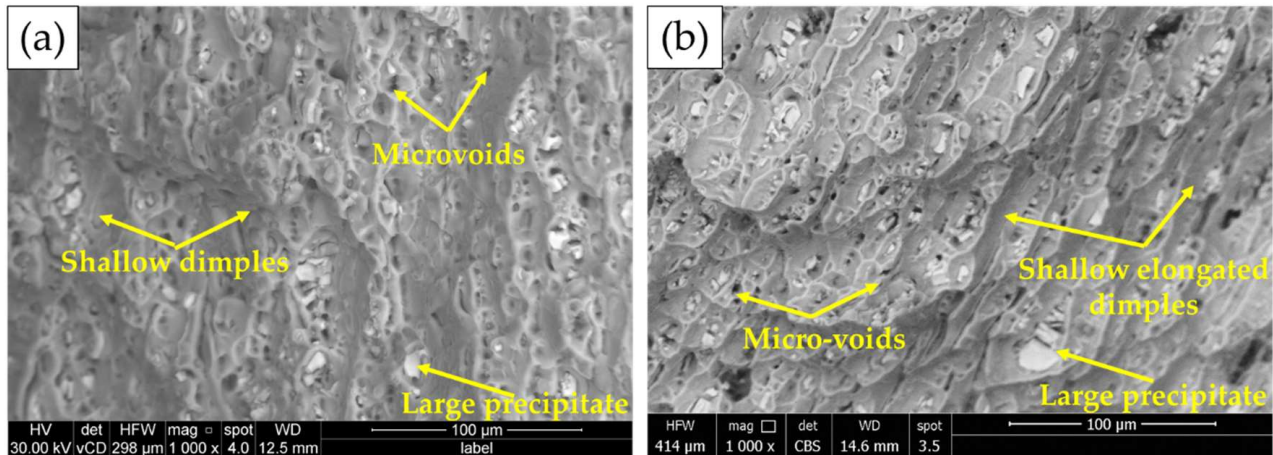 (a)
Microvoids
Shallow dimples
Large precipitate
HV det HFW mag □ spot WD
30.00 kV vCD 298 µm 1 000 x 4.0 12.5 mm
100 µm
label
(b)
Shallow elongated
dimples
Micro-voids
Large precipitate
HFW mag □ det WD spot
414 µm 1 000 x CBS 14.6 mm 3.5
100 µm